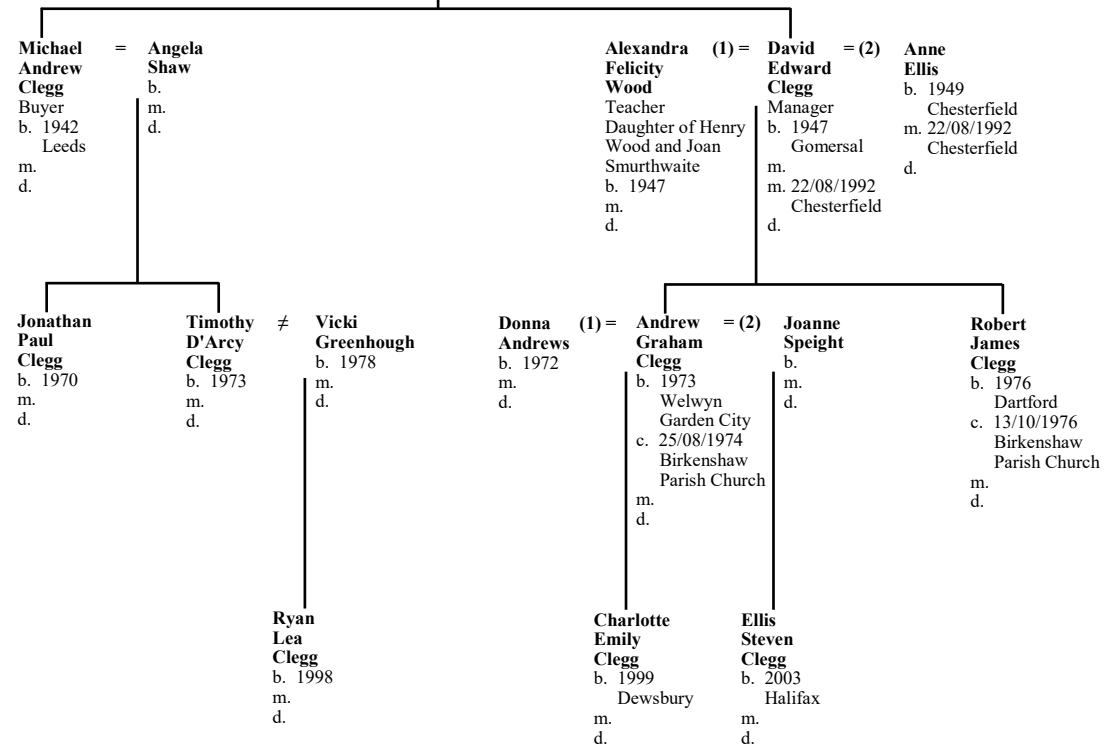 Michael
Andrew
Clegg
Buyer
b. 1942
Leeds
m.
d.
=
Angela
Shaw
b.
m.
d.
Alexandra
Felicity
Wood
Teacher
Daughter of Henry
Wood and Joan
Smurthwaite
b. 1947
m.
d.
(1) =
David
Edward
Clegg
Manager
b. 1947
Gomersal
m.
m. 22/08/1992
Chesterfield
d.
= (2)
Anne
Ellis
b. 1949
Chesterfield
m. 22/08/1992
Chesterfield
d.
Jonathan
Paul
Clegg
b. 1970
m.
d.
Timothy
D'Arcy
Clegg
b. 1973
m.
d.
≠
Vicki
Greenhough
b. 1978
m.
d.
Donna
Andrews
b. 1972
m.
d.
(1) =
Andrew
Graham
Clegg
b. 1973
Welwyn
Garden City
c. 25/08/1974
Birkenshaw
Parish Church
m.
d.
= (2)
Joanne
Speight
b.
m.
d.
Robert
James
Clegg
b. 1976
Dartford
c. 13/10/1976
Birkenshaw
Parish Church
m.
d.
Ryan
Lea
Clegg
b. 1998
m.
d.
Charlotte
Emily
Clegg
b. 1999
Dewsbury
m.
d.
Ellis
Steven
Clegg
b. 2003
Halifax
m.
d.